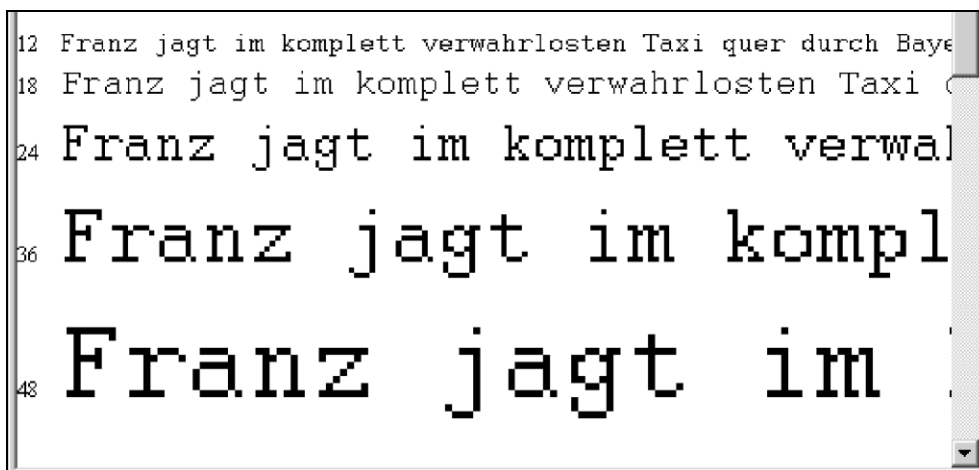 12 Franz jagt im komplett verwahrlosten Taxi quer durch Baye
18 Franz jagt im komplett verwahrlosten Taxi
24 Franz jagt im komplett verwa
36 Franz jagt im kompl
48 Franz jagt im